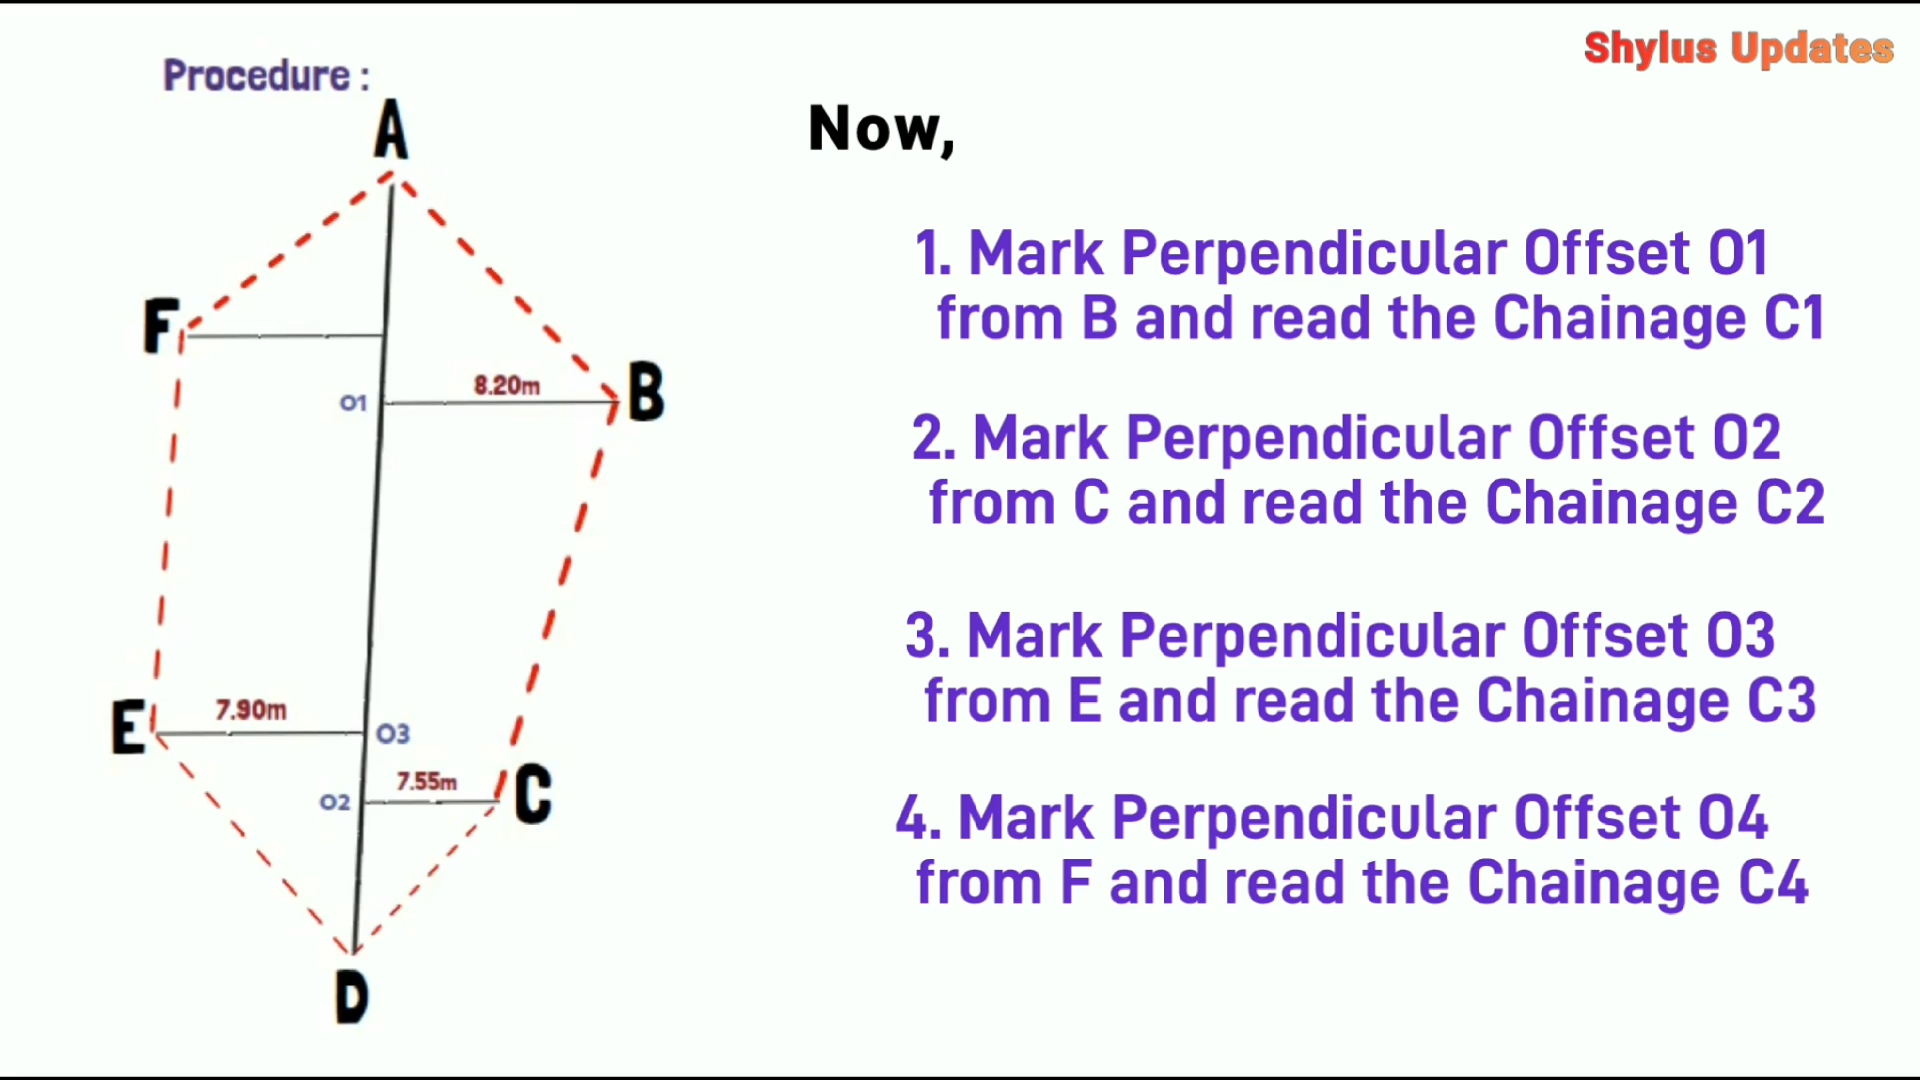 Shylus Updates
Procedure :
A
Now,
1. Mark Perpendicular Offset O1
from B and read the Chainage C1
F
8.20m
B
O1
2. Mark Perpendicular Offset O2
from C and read the Chainage C2
3. Mark Perpendicular Offset O3
from E and read the Chainage C3
7.90m
E
O3
7.55m
O2
C
4. Mark Perpendicular Offset O4
from F and read the Chainage C4
D